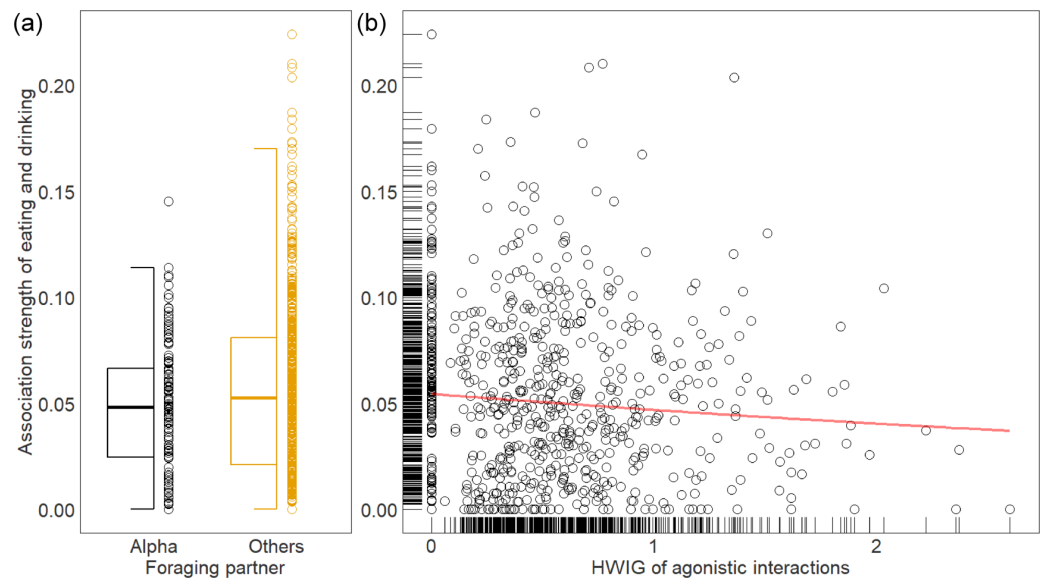 (a)
(b)
Association strength of eating and drinking
0.20
0.15
0.10
0.05
0.00
Alpha Others
Foraging partner
0.20
0.15
0.10
0.05
0.00
0 1 2
HWIG of agonistic interactions